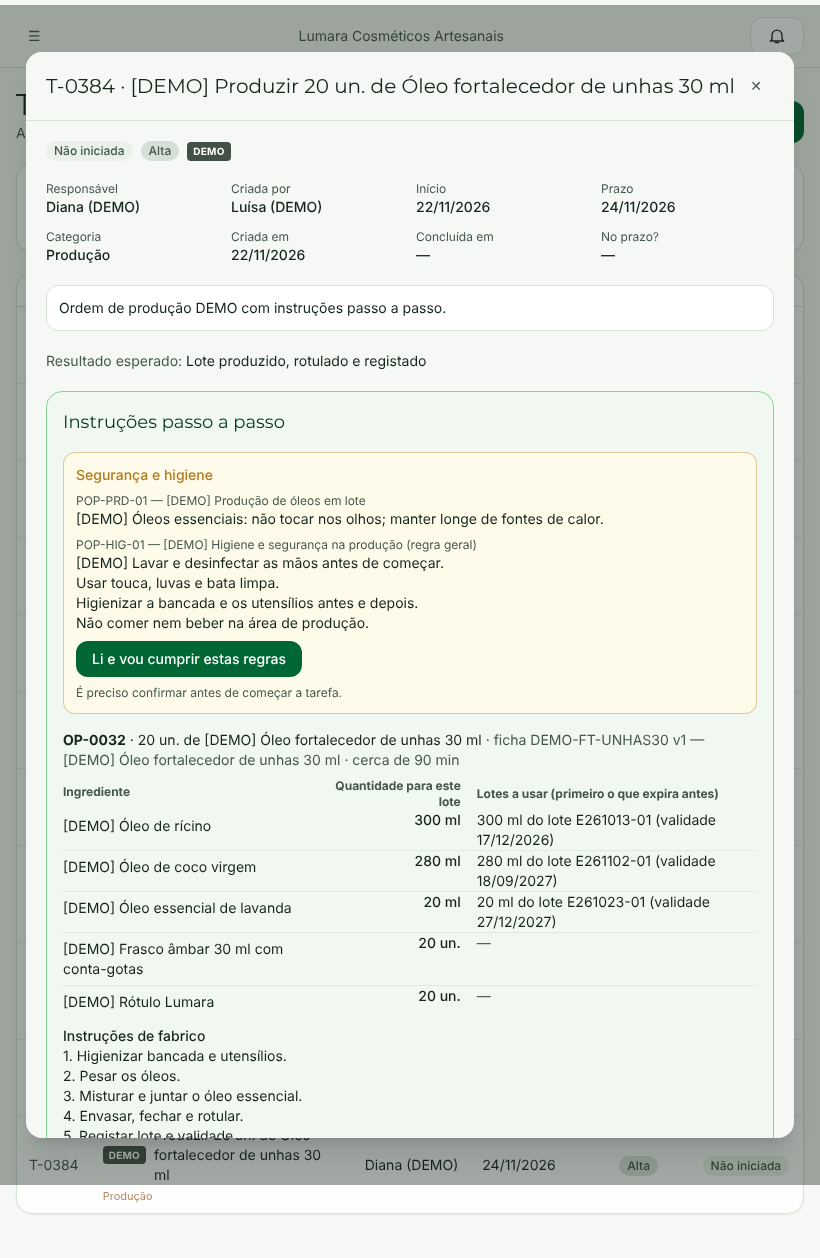 ☰
Lumara Cosméticos Artesanais
T-0384 · [DEMO] Produzir 20 un. de Óleo fortalecedor de unhas 30 ml ×
Não iniciada Alta DEMO
Responsável Criada por Início Prazo
Diana (DEMO) Luísa (DEMO) 22/11/2026 24/11/2026
Categoria Criada em Concluída em No prazo?
Produção 22/11/2026 — —
Ordem de produção DEMO com instruções passo a passo.
Resultado esperado: Lote produzido, rotulado e registado
Instruções passo a passo
Segurança e higiene
POP-PRD-01 — [DEMO] Produção de óleos em lote
[DEMO] Óleos essenciais: não tocar nos olhos; manter longe de fontes de calor.
POP-HIG-01 — [DEMO] Higiene e segurança na produção (regra geral)
[DEMO] Lavar e desinfectar as mãos antes de começar.
Usar touca, luvas e bata limpa.
Higienizar a bancada e os utensílios antes e depois.
Não comer nem beber na área de produção.
Li e vou cumprir estas regras
É preciso confirmar antes de começar a tarefa.
OP-0032 · 20 un. de [DEMO] Óleo fortalecedor de unhas 30 ml · ficha DEMO-FT-UNHAS30 v1 —
[DEMO] Óleo fortalecedor de unhas 30 ml · cerca de 90 min
Ingrediente
Quantidade para este
lote
Lotes a usar (primeiro o que expira antes)
[DEMO] Óleo de rícino
300 ml
300 ml do lote E261013-01 (validade
17/12/2026)
[DEMO] Óleo de coco virgem
280 ml
280 ml do lote E261102-01 (validade
18/09/2027)
[DEMO] Óleo essencial de lavanda
20 ml
20 ml do lote E261023-01 (validade
27/12/2027)
[DEMO] Frasco âmbar 30 ml com
conta-gotas
20 un.
—
[DEMO] Rótulo Lumara
20 un.
—
Instruções de fabrico
1. Higienizar bancada e utensílios.
2. Pesar os óleos.
3. Misturar e juntar o óleo essencial.
4. Envasar, fechar e rotular.
5. Registar lote e validade
T-0384
DEMO
fortalecedor de unhas 30
ml
Diana (DEMO)
24/11/2026
Alta
Não iniciada
Produção